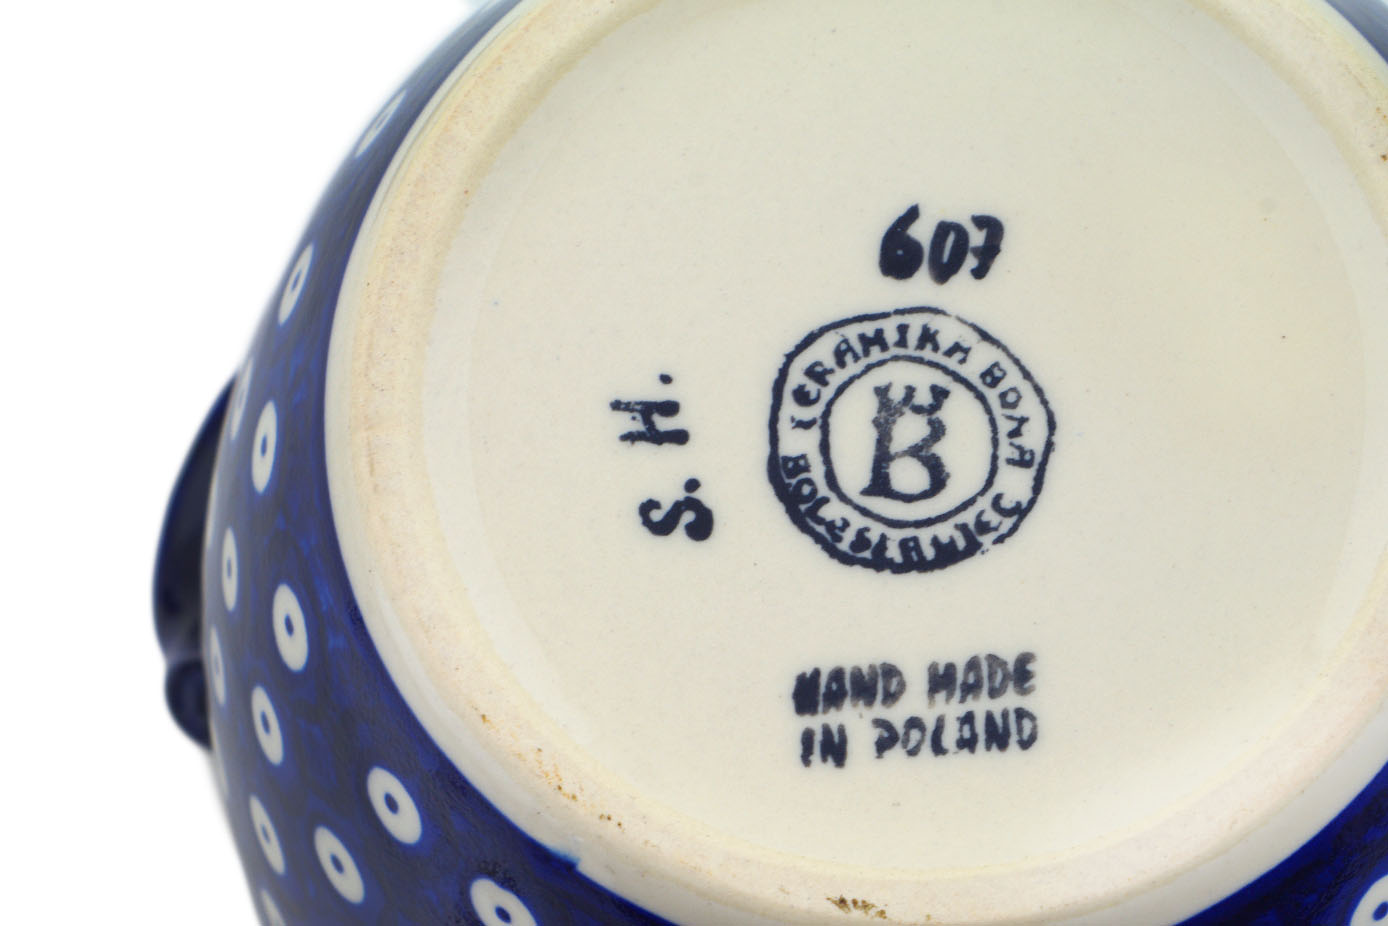 607
CERAMIKA BONA
B
BOLESŁAWIEC
S. H.
HAND MADE
IN POLAND